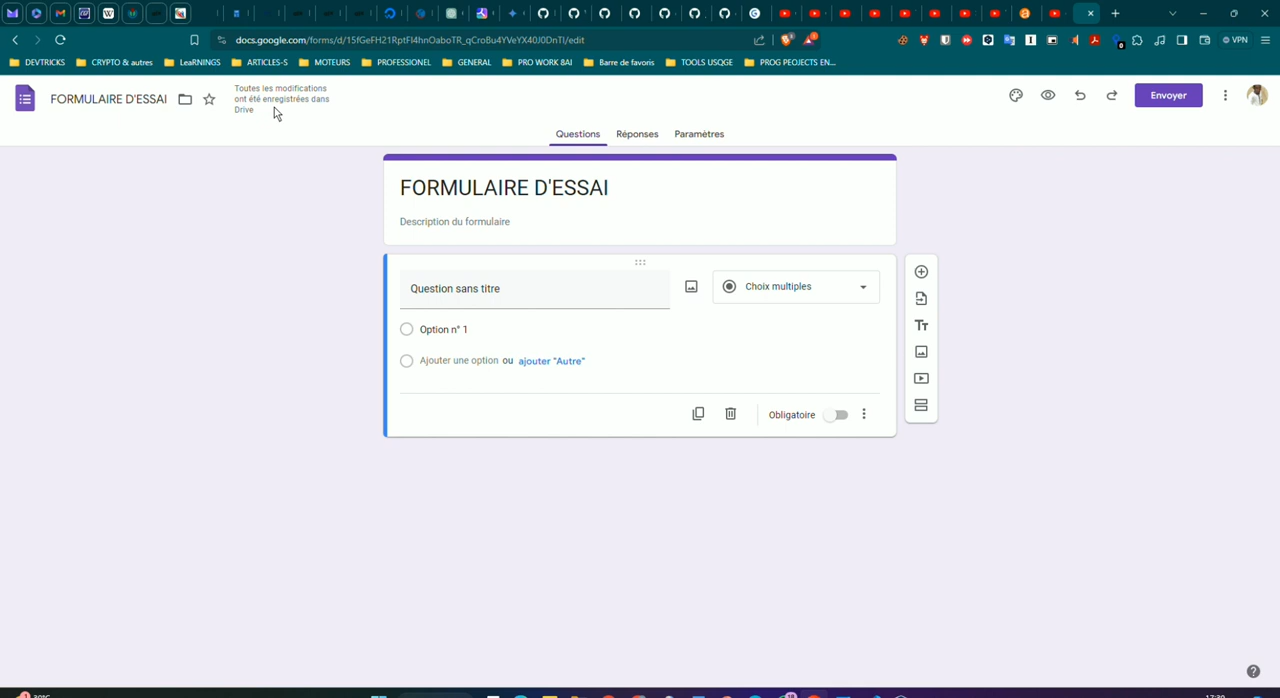 docs.google.com/forms/d/15fGeFH21RptFl4hnOaboTR_qCroBu4YVeYX40J0DnTI/edit
VPN
DEVTRICKS
CRYPTO & autres
LeaRNINGS
ARTICLES-S
MOTEURS
PROFESSIONEL
GENERAL
PRO WORK 8AI
Barre de favoris
TOOLS USQGE
PROG PEOJECTS EN...
FORMULAIRE D'ESSAI
Toutes les modifications
ont été enregistrées dans
Drive
Envoyer
Questions
Réponses
Paramètres
FORMULAIRE D'ESSAI
Description du formulaire
Question sans titre
Choix multiples
Option n° 1
Ajouter une option ou ajouter "Autre"
Obligatoire